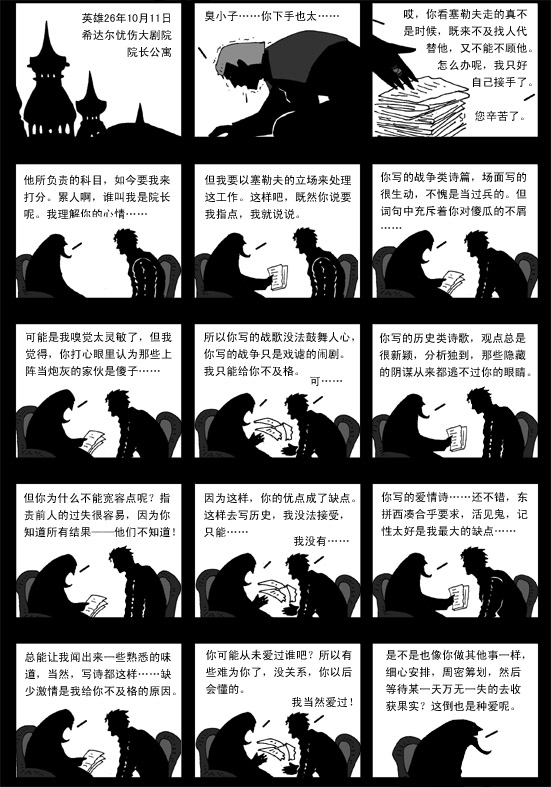 英雄26年10月11日
希达尔忧伤大剧院
院长公寓
臭小子……你下手也太……
哎，你看塞勒夫走的真不
是时候，既来不及找人代
替他，又不能不顾他。
怎么办呢，我只好
自己接手了。
您辛苦了。
他所负责的科目，如今要我来
打分。累人啊，谁叫我是院长
呢。我理解你的心情……
但我要以塞勒夫的立场来处理
这工作。这样吧，既然你说要
我指点，我就说说。
你写的战争类诗篇，场面写的
很生动，不愧是当过兵的。但
词句中充斥着你对傻瓜的不屑
……
可能是我嗅觉太灵敏了，但我
觉得，你打心眼里认为那些上
阵当炮灰的家伙是傻子……
所以你写的战歌没法鼓舞人心，
你写的战争只是戏谑的闹剧。
我只能给你不及格。
可……
你写的历史类诗歌，观点总是
很新颖，分析独到，那些隐藏
的阴谋从来都逃不过你的眼睛。
但你为什么不能宽容点呢？指
责前人的过失很容易，因为你
知道所有结果——他们不知道！
因为这样，你的优点成了缺点。
这样去写历史，我没法接受，
只能……
我没有……
你写的爱情诗……还不错，东
拼西凑合乎要求，活见鬼，记
性太好是我最大的缺点……
总能让我闻出来一些熟悉的味
道，当然，写诗都这样……缺
少激情是我给你不及格的原因。
你可能从未爱过谁吧？所以有
些难为你了，没关系，你以后
会懂的。
我当然爱过！
是不是也像你做其他事一样，
细心安排，周密筹划，然后
等待某一天万无一失的去收
获果实？这倒也是种爱呢。